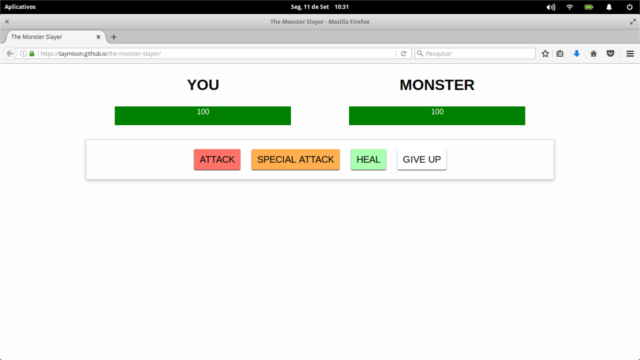 Aplicativos
Seg, 11 de Set 10:31
The Monster Slayer - Mozilla Firefox
The Monster Slayer
https://taymison.github.io/the-monster-slayer/
Pesquisar
YOU
MONSTER
100
100
ATTACK
SPECIAL ATTACK
HEAL
GIVE UP